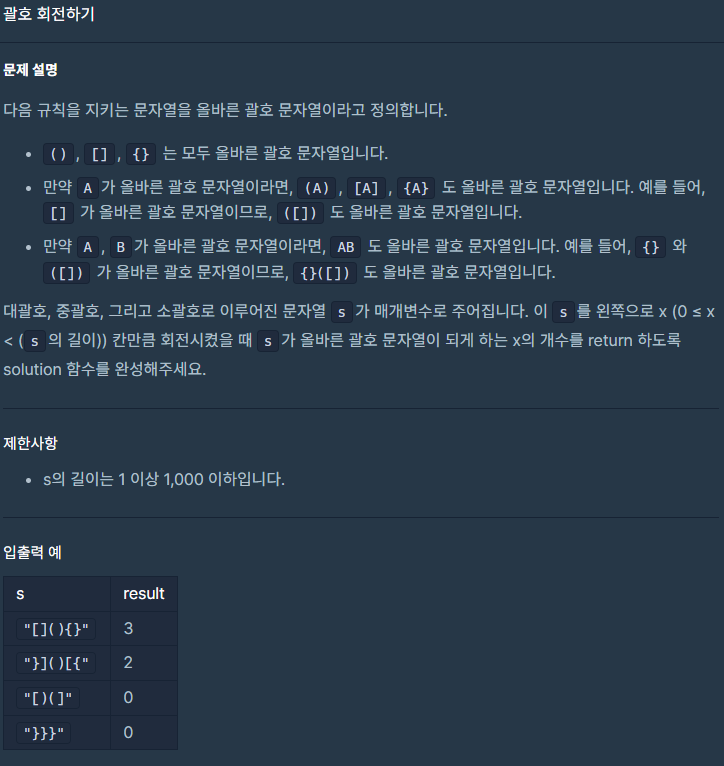 괄호 회전하기
문제 설명
다음 규칙을 지키는 문자열을 올바른 괄호 문자열이라고 정의합니다.
• (), [], {} 는 모두 올바른 괄호 문자열입니다.
• 만약 A가 올바른 괄호 문자열이라면, (A), [A], {A} 도 올바른 괄호 문자열입니다. 예를 들어,
[] 가 올바른 괄호 문자열이므로, ([]) 도 올바른 괄호 문자열입니다.
• 만약 A, B가 올바른 괄호 문자열이라면, AB 도 올바른 괄호 문자열입니다. 예를 들어, {} 와
([]) 가 올바른 괄호 문자열이므로, {}([]) 도 올바른 괄호 문자열입니다.
대괄호, 중괄호, 그리고 소괄호로 이루어진 문자열 s가 매개변수로 주어집니다. 이 s를 왼쪽으로 x (0 ≤ x
< (s의 길이)) 칸만큼 회전시켰을 때 s가 올바른 괄호 문자열이 되게 하는 x의 개수를 return 하도록
solution 함수를 완성해주세요.
제한사항
• s의 길이는 1 이상 1,000 이하입니다.
입출력 예
s result
"[](){}" 3
"}]()[{" 2
"[)(]" 0
"}}}" 0